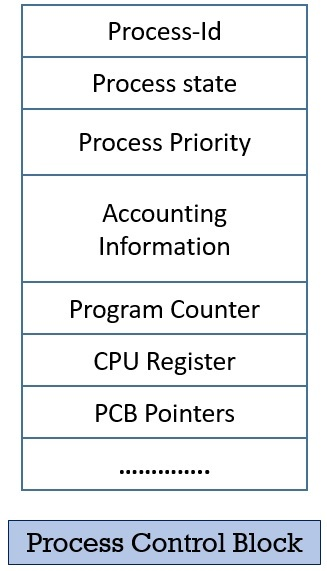 Process-Id
Process state
Process Priority
Accounting
Information
Program Counter
CPU Register
PCB Pointers
..............
Process Control Block